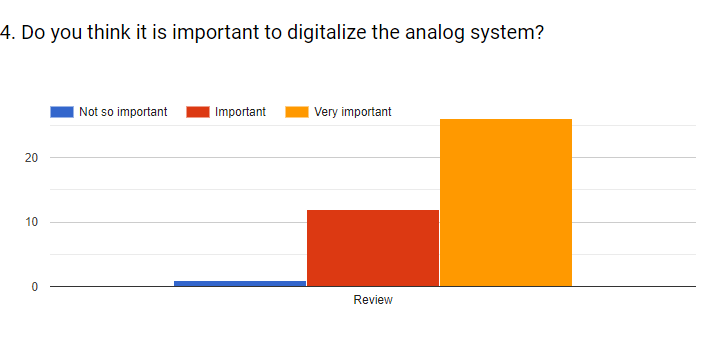 4. Do you think it is important to digitalize the analog system?
Not so important Important Very important
20
10
0
Review